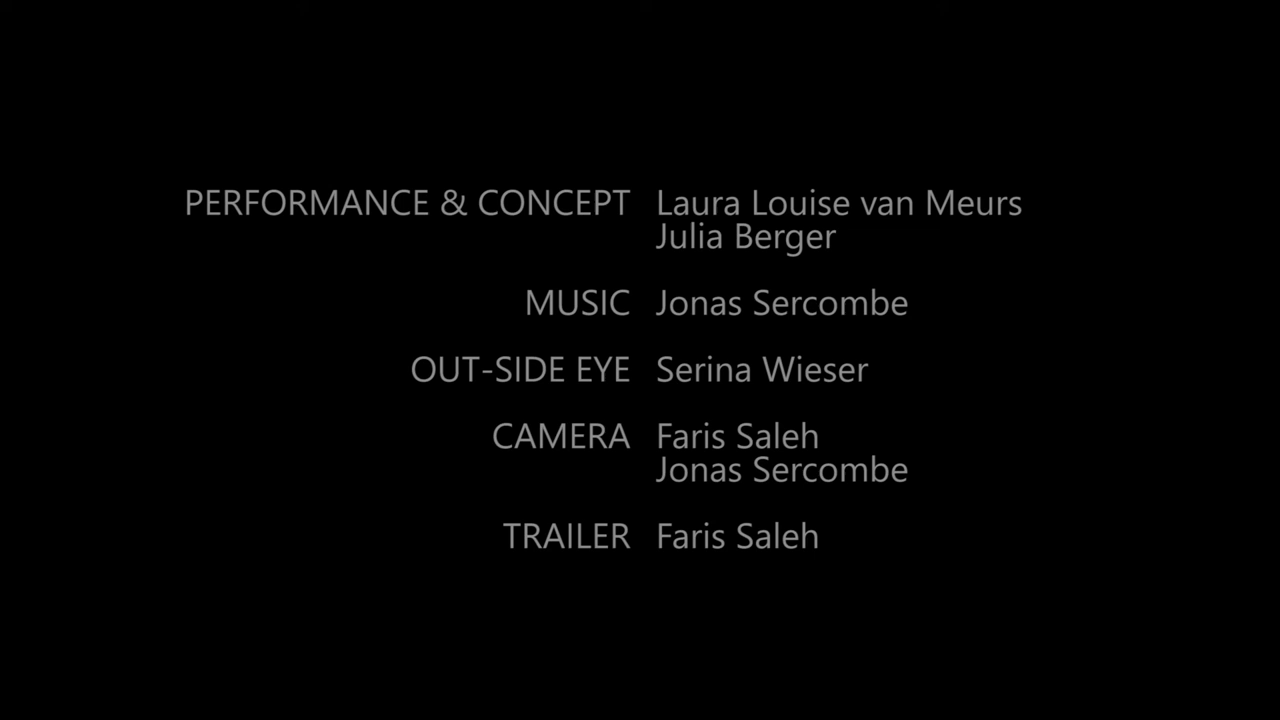 PERFORMANCE & CONCEPT Laura Louise van Meurs
Julia Berger
MUSIC Jonas Sercombe
OUT-SIDE EYE Serina Wieser
CAMERA Faris Saleh
Jonas Sercombe
TRAILER Faris Saleh